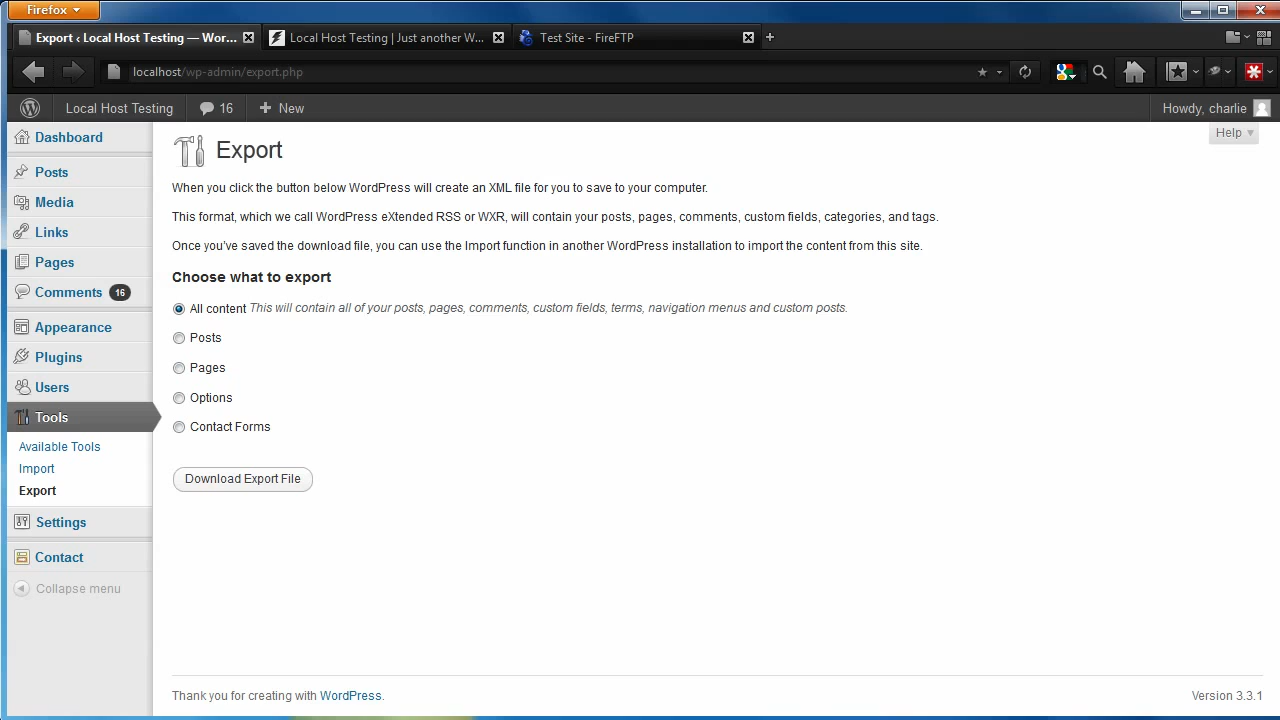 Firefox
Export ‹ Local Host Testing — Wor...
Local Host Testing | Just another W...
Test Site - FireFTP
localhost/wp-admin/export.php
Local Host Testing
16
New
Howdy, charlie
Help
Dashboard
Posts
Media
Links
Pages
Comments 16
Appearance
Plugins
Users
Tools
Available Tools
Import
Export
Settings
Contact
Collapse menu
Export
When you click the button below WordPress will create an XML file for you to save to your computer.
This format, which we call WordPress eXtended RSS or WXR, will contain your posts, pages, comments, custom fields, categories, and tags.
Once you’ve saved the download file, you can use the Import function in another WordPress installation to import the content from this site.
Choose what to export
All content This will contain all of your posts, pages, comments, custom fields, terms, navigation menus and custom posts.
Posts
Pages
Options
Contact Forms
Download Export File
Thank you for creating with WordPress.
Version 3.3.1